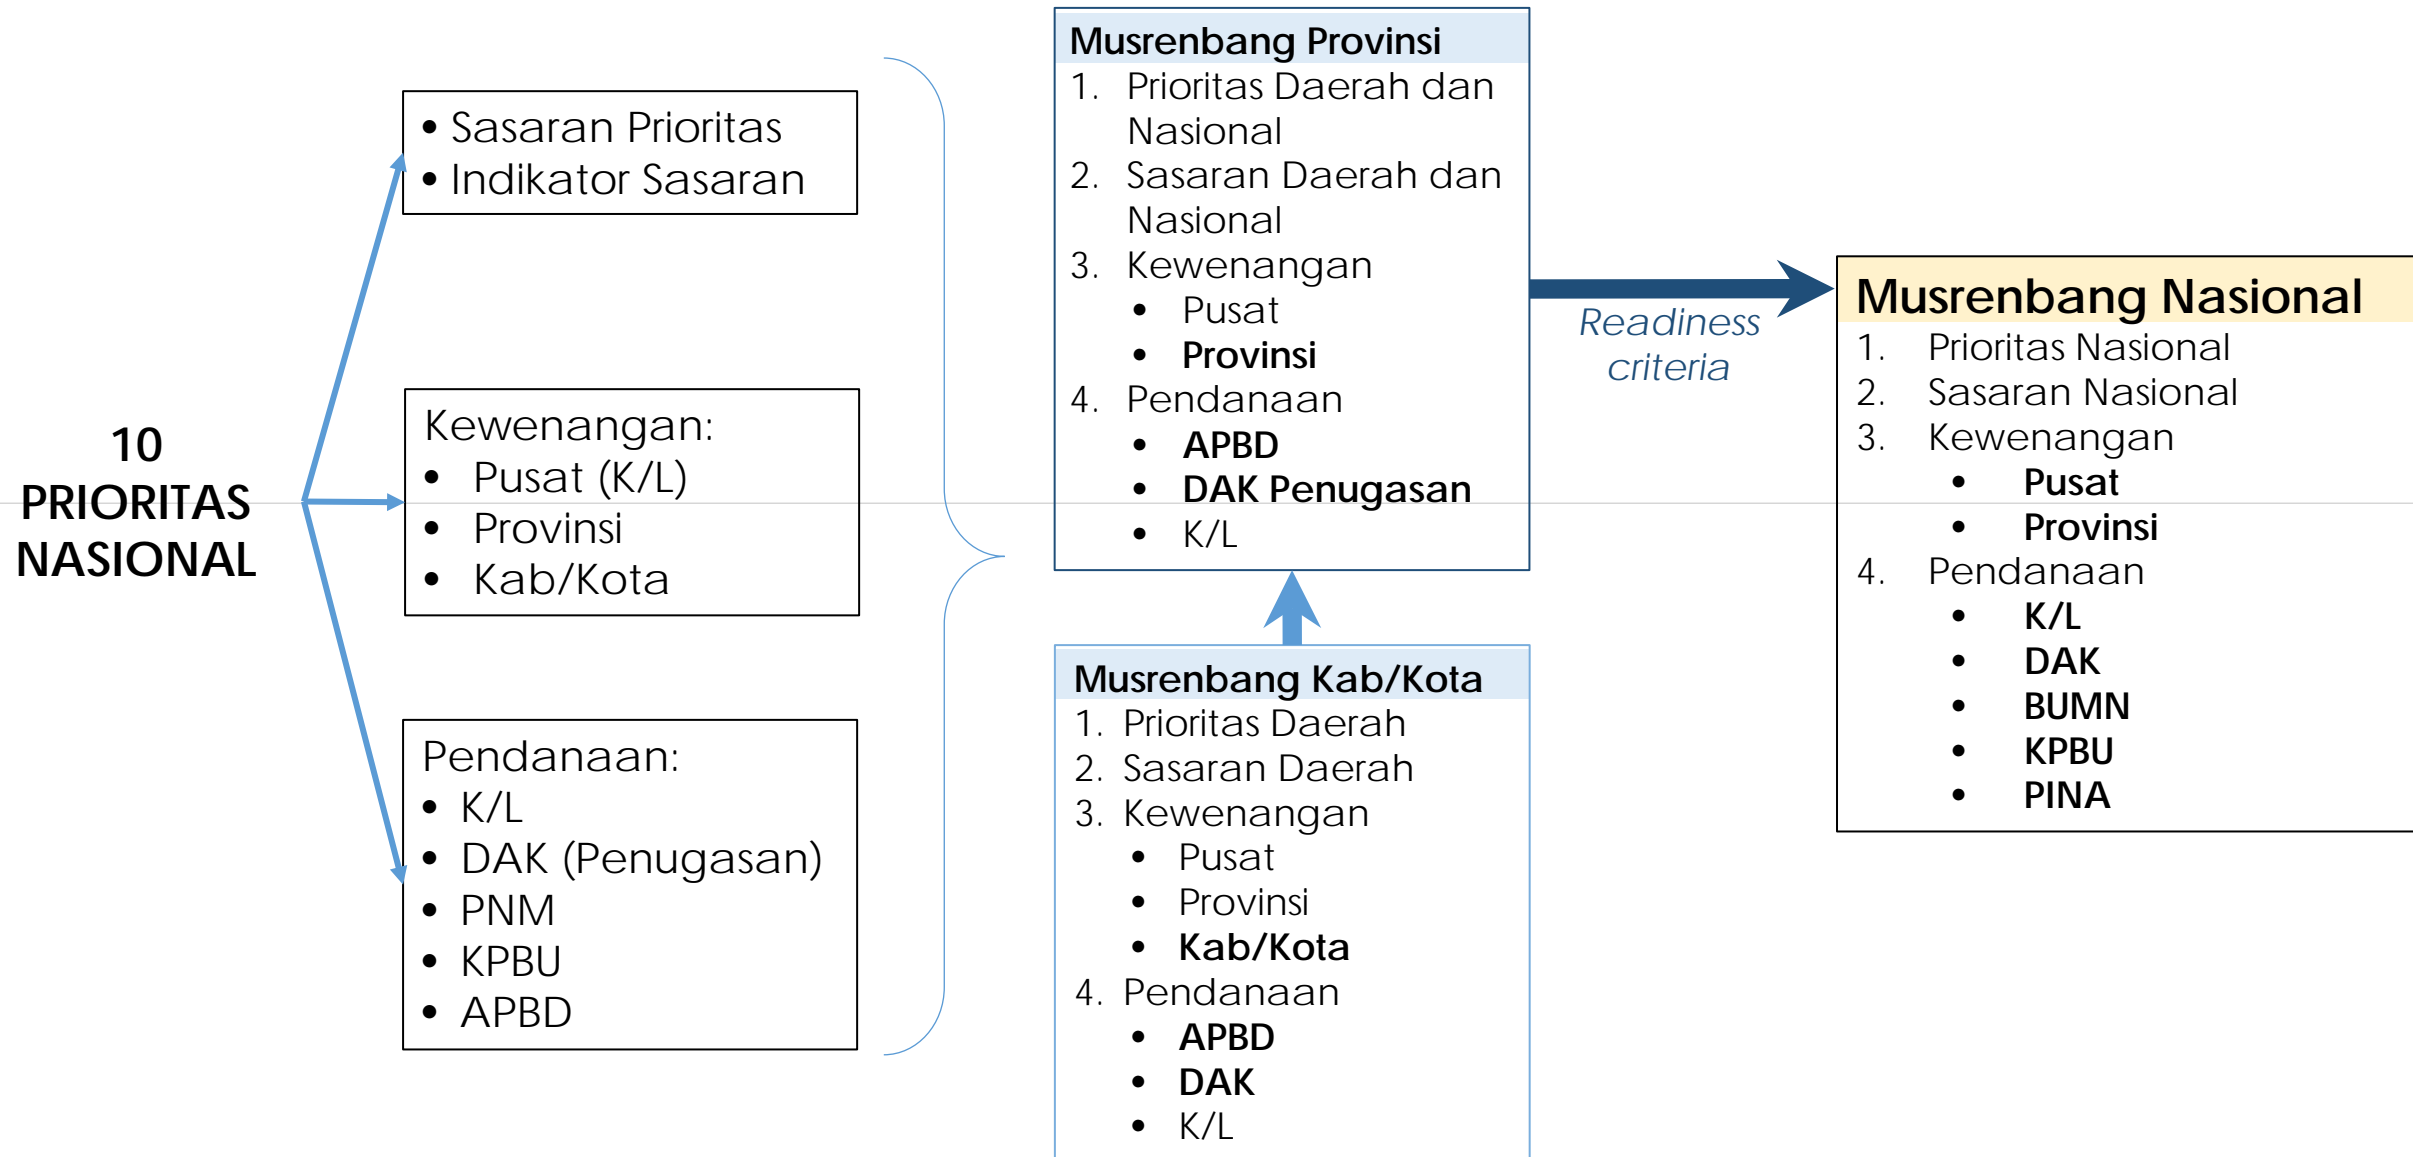 10
PRIORITAS
NASIONAL
• Sasaran Prioritas
• Indikator Sasaran
Kewenangan:
• Pusat (K/L)
• Provinsi
• Kab/Kota
Pendanaan:
• K/L
• DAK (Penugasan)
• PNM
• KPBU
• APBD
Musrenbang Provinsi
1. Prioritas Daerah dan
Nasional
2. Sasaran Daerah dan
Nasional
3. Kewenangan
• Pusat
• Provinsi
4. Pendanaan
• APBD
• DAK Penugasan
• K/L
Musrenbang Kab/Kota
1. Prioritas Daerah
2. Sasaran Daerah
3. Kewenangan
• Pusat
• Provinsi
• Kab/Kota
4. Pendanaan
• APBD
• DAK
• K/L
Readiness
criteria
Musrenbang Nasional
1. Prioritas Nasional
2. Sasaran Nasional
3. Kewenangan
• Pusat
• Provinsi
4. Pendanaan
• K/L
• DAK
• BUMN
• KPBU
• PINA